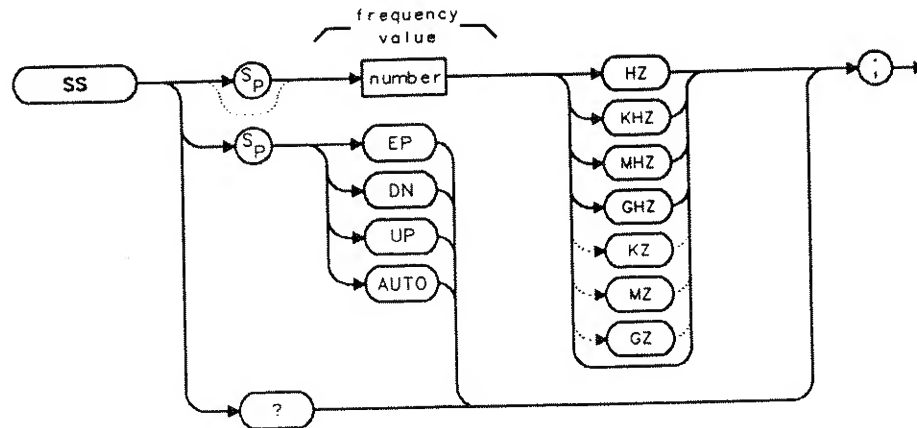 frequency
value
SS
SP
number
HZ
;
KHZ
SP
EP
MHZ
DN
GHZ
UP
KZ
AUTO
MZ
GZ
?